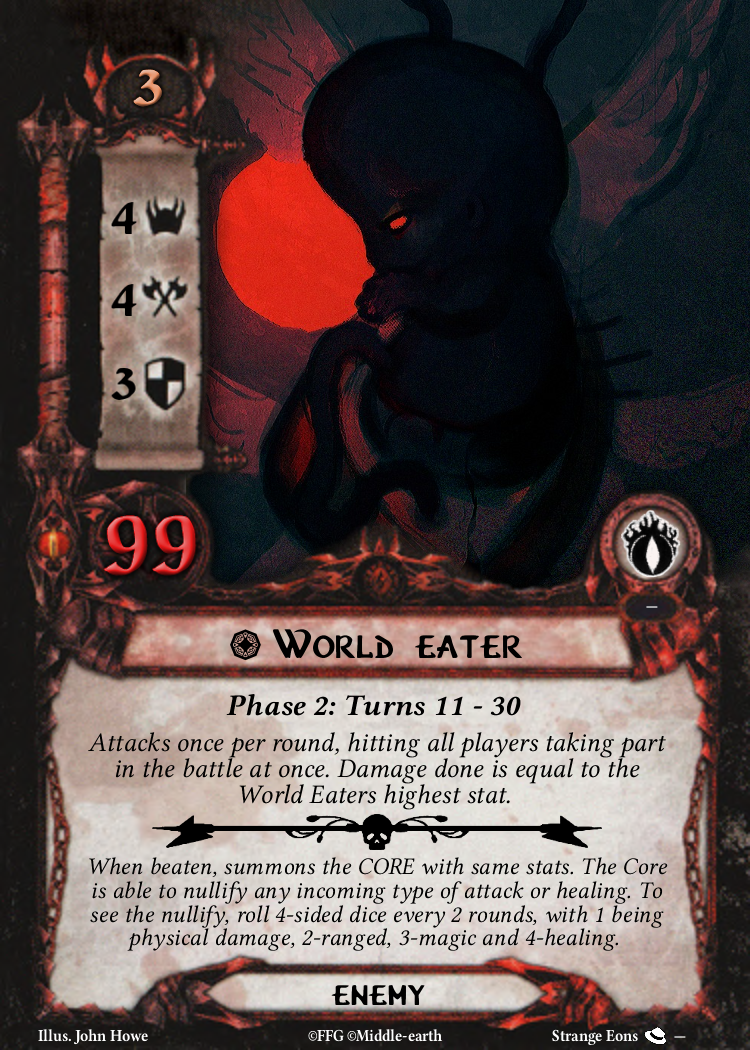 3
4
4
3
99
–
World eater
Phase 2: Turns 11 - 30
Attacks once per round, hitting all players taking part
in the battle at once. Damage done is equal to the
World Eaters highest stat.
When beaten, summons the CORE with same stats. The Core
is able to nullify any incoming type of attack or healing. To
see the nullify, roll 4-sided dice every 2 rounds, with 1 being
physical damage, 2-ranged, 3-magic and 4-healing.
ENEMY
Illus. John Howe ©FFG ©Middle-earth Strange Eons –